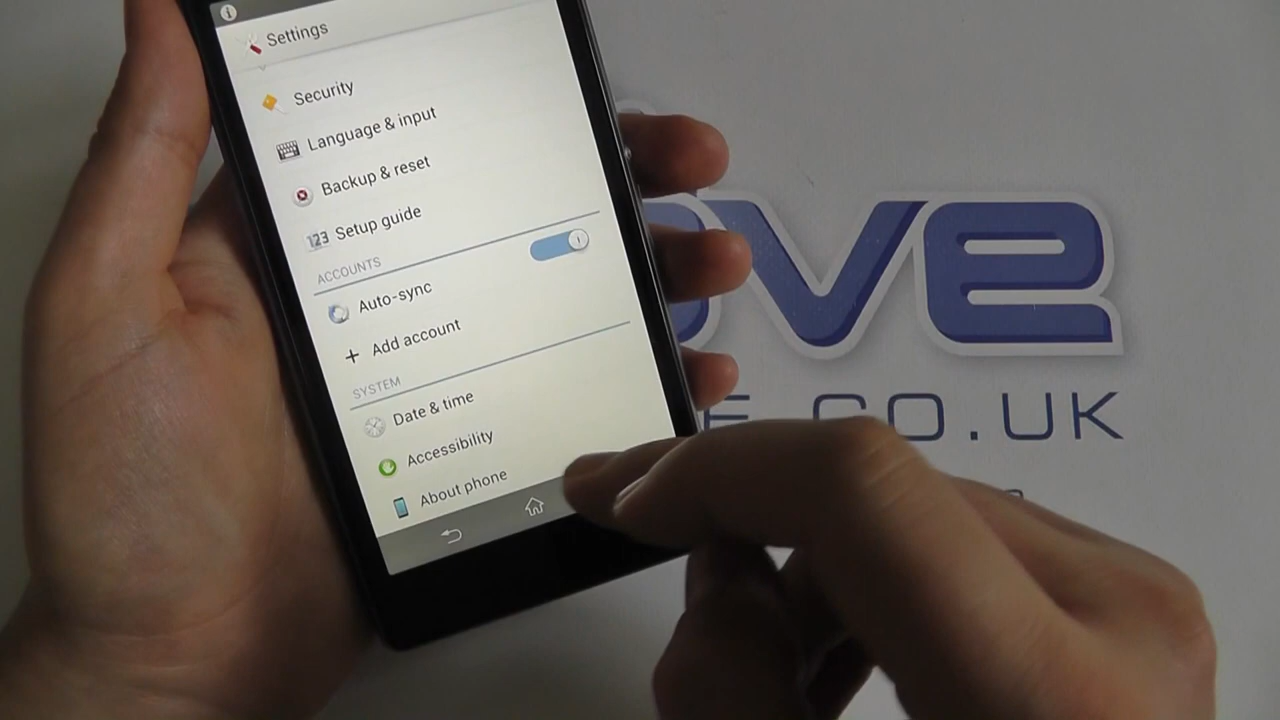 Settings
Security
Language & input
Backup & reset
123 Setup guide
ACCOUNTS
Auto-sync
Add account
SYSTEM
Date & time
Accessibility
About phone
ove
E.CO.UK